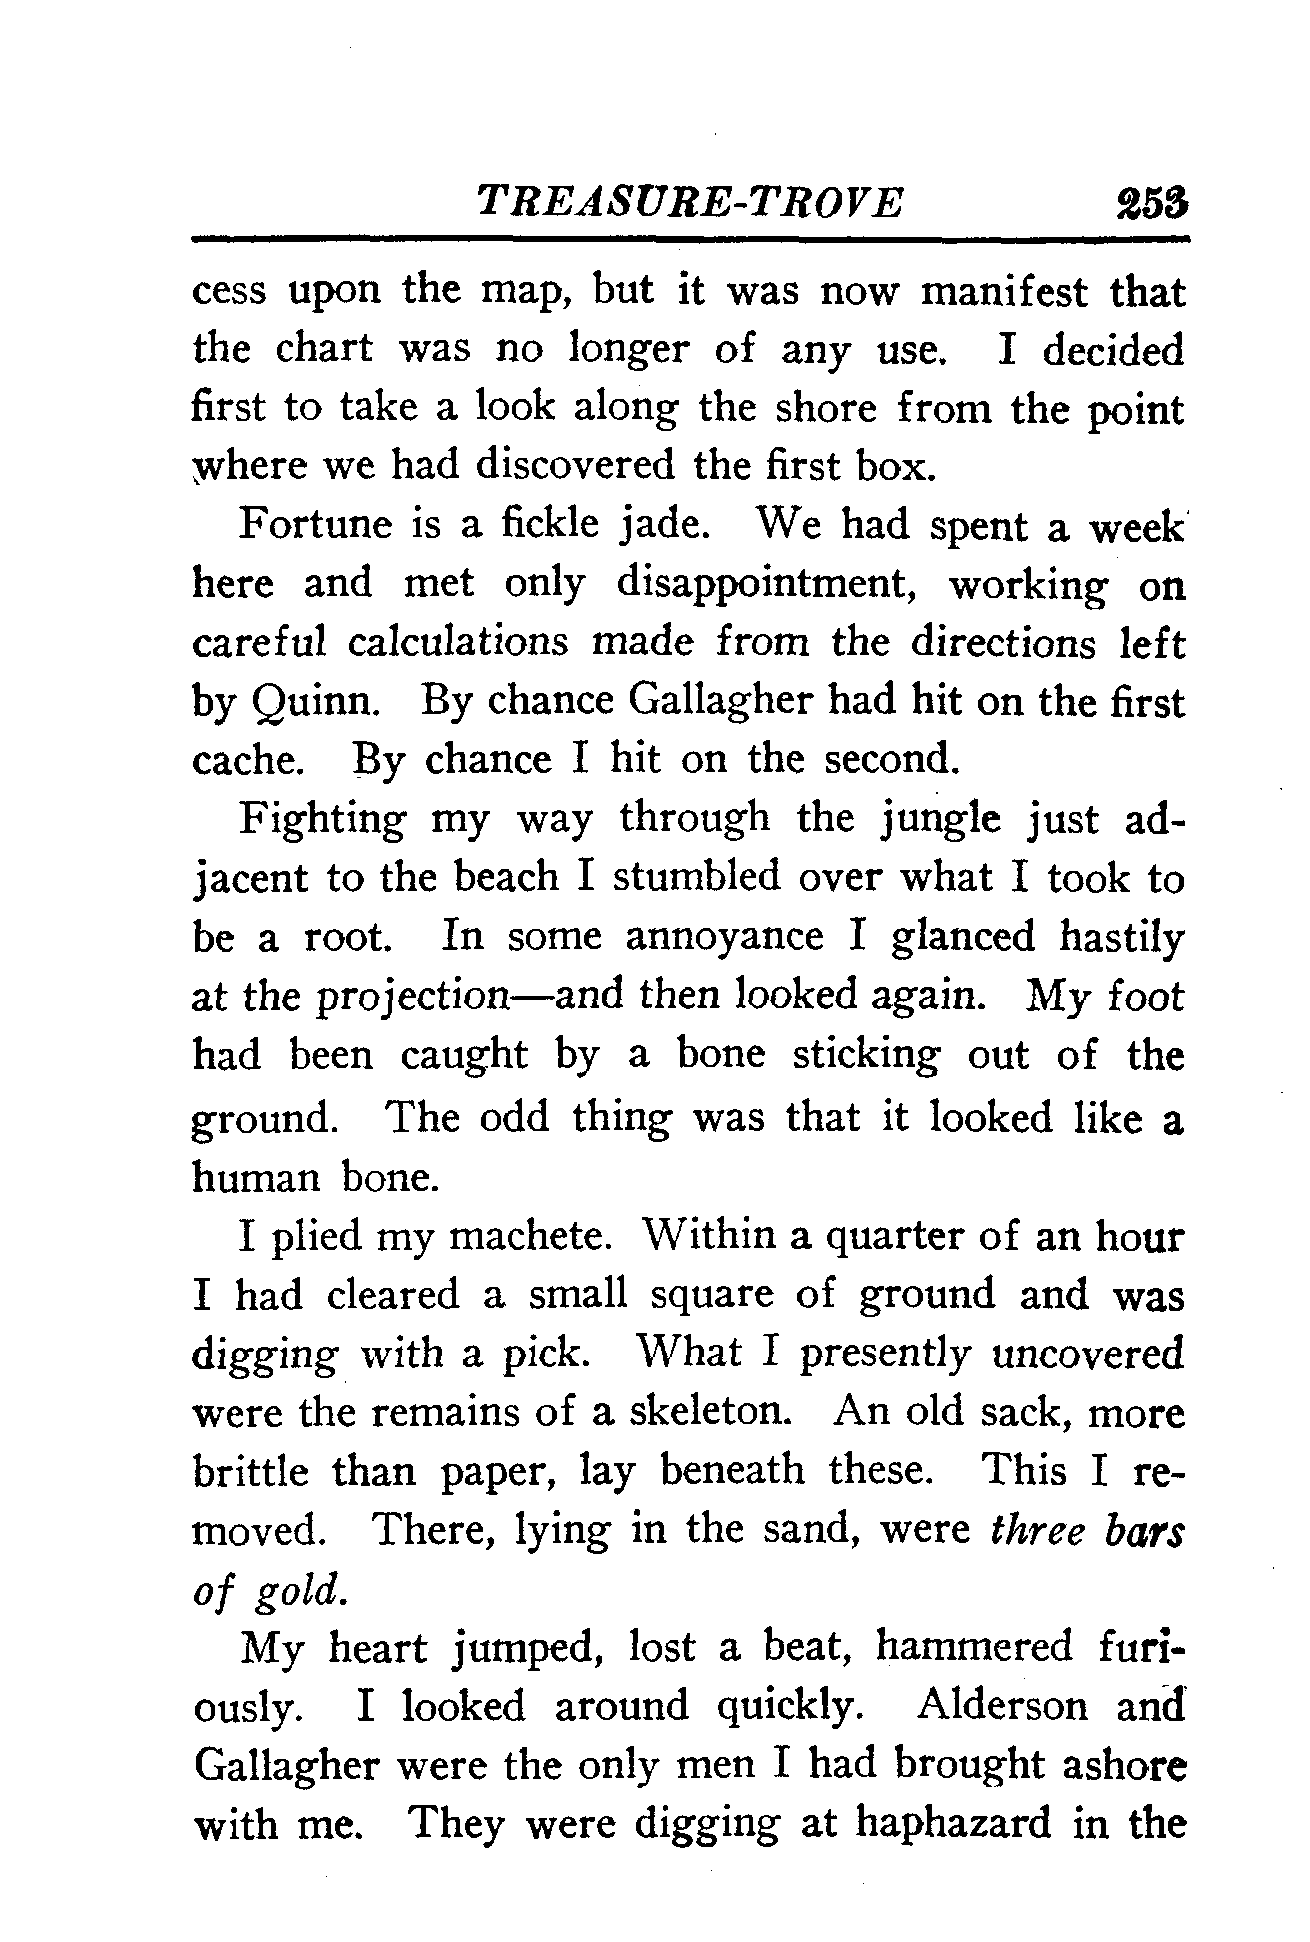 TREASURE-TROVE 253
cess upon the map, but it was now manifest that
the chart was no longer of any use. I decided
first to take a look along the shore from the point
where we had discovered the first box.
Fortune is a fickle jade. We had spent a week
here and met only disappointment, working on
careful calculations made from the directions left
by Quinn. By chance Gallagher had hit on the first
cache. By chance I hit on the second.
Fighting my way through the jungle just ad-
jacent to the beach I stumbled over what I took to
be a root. In some annoyance I glanced hastily
at the projection—and then looked again. My foot
had been caught by a bone sticking out of the
ground. The odd thing was that it looked like a
human bone.
I plied my machete. Within a quarter of an hour
I had cleared a small square of ground and was
digging with a pick. What I presently uncovered
were the remains of a skeleton. An old sack, more
brittle than paper, lay beneath these. This I re-
moved. There, lying in the sand, were three bars
of gold.
My heart jumped, lost a beat, hammered furi-
ously. I looked around quickly. Alderson and
Gallagher were the only men I had brought ashore
with me. They were digging at haphazard in the